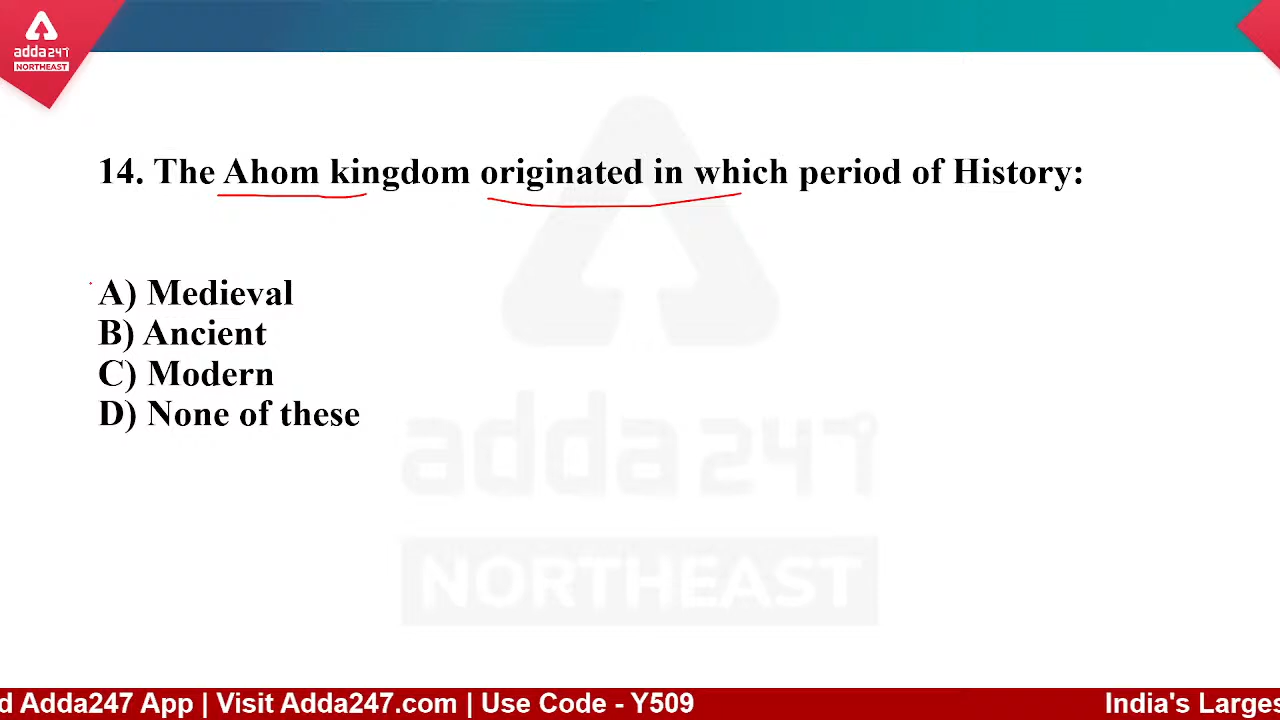 adda247
NORTHEAST
14. The Ahom kingdom originated in which period of History:
A) Medieval
B) Ancient
C) Modern
D) None of these
adda247
NORTHEAST
d Adda247 App | Visit Adda247.com | Use Code - Y509
India's Larges